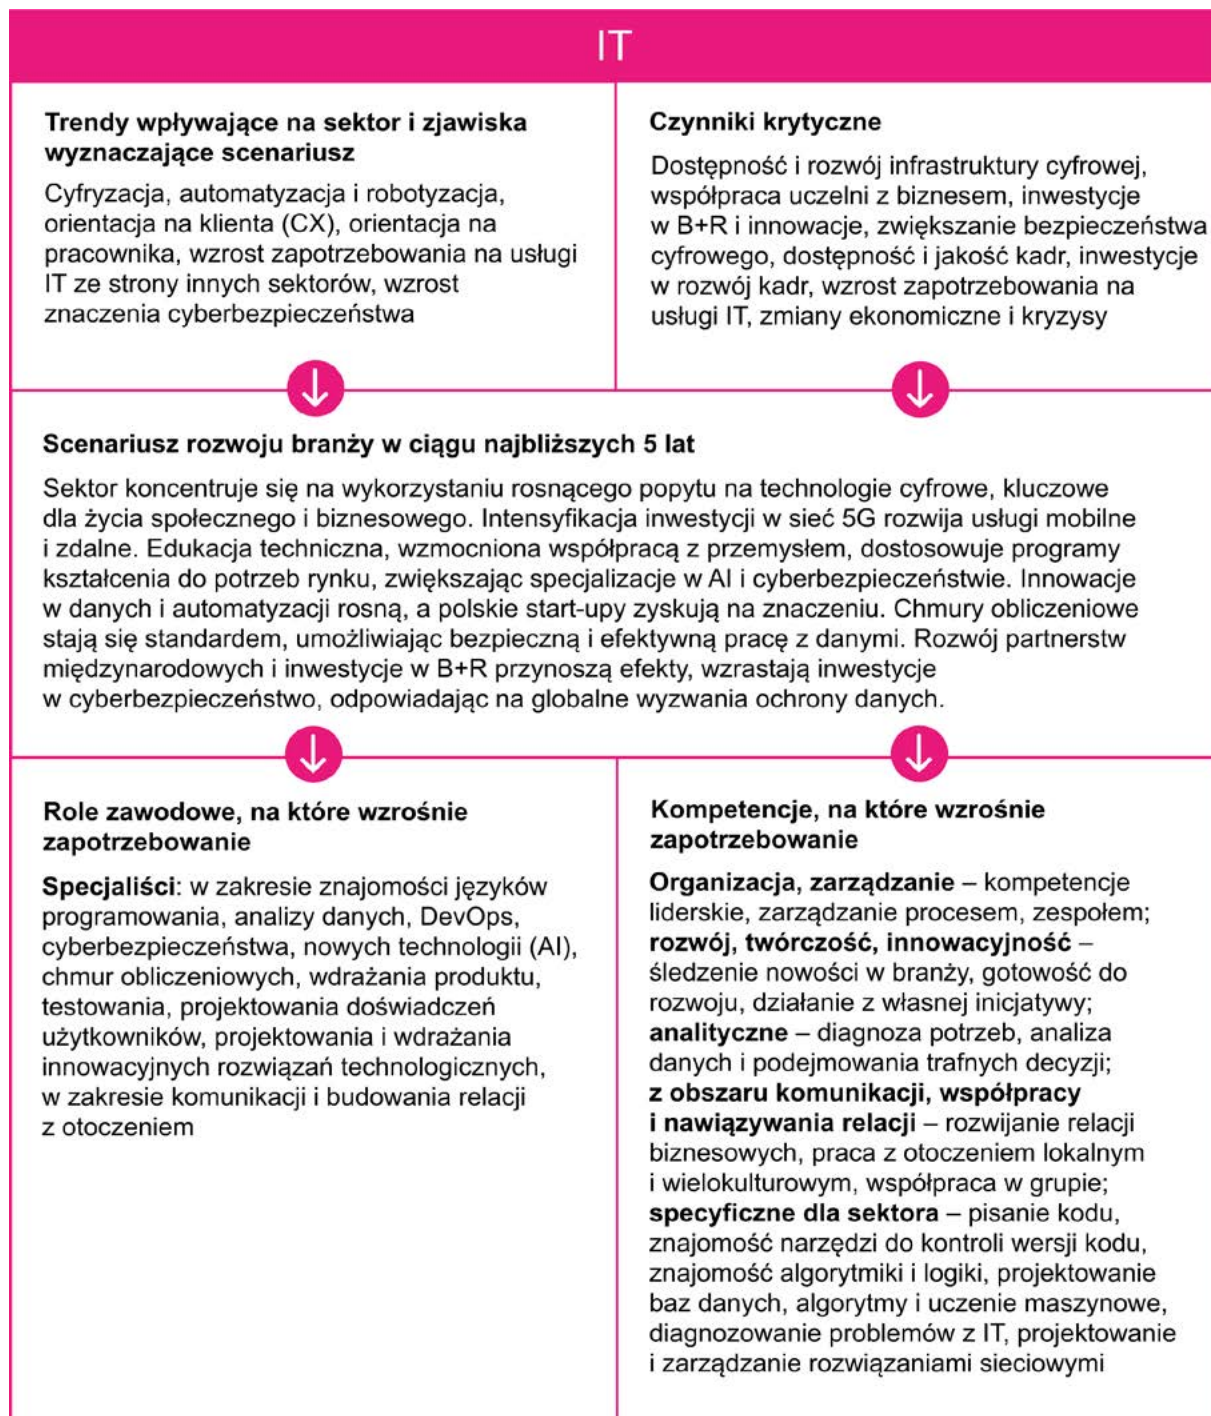 IT
Trendy wpływające na sektor i zjawiska
wyznaczające scenariusz
Cyfryzacja, automatyzacja i robotyzacja,
orientacja na klienta (CX), orientacja na
pracownika, wzrost zapotrzebowania na usługi
IT ze strony innych sektorów, wzrost
znaczenia cyberbezpieczeństwa
Czynniki krytyczne
Dostępność i rozwój infrastruktury cyfrowej,
współpraca uczelni z biznesem, inwestycje
w B+R i innowacje, zwiększanie bezpieczeństwa
cyfrowego, dostępność i jakość kadr, inwestycje
w rozwój kadr, wzrost zapotrzebowania na
usługi IT, zmiany ekonomiczne i kryzysy
Scenariusz rozwoju branży w ciągu najbliższych 5 lat
Sektor koncentruje się na wykorzystaniu rosnącego popytu na technologie cyfrowe, kluczowe
dla życia społecznego i biznesowego. Intensyfikacja inwestycji w sieć 5G rozwija usługi mobilne
i zdalne. Edukacja techniczna, wzmocniona współpracą z przemysłem, dostosowuje programy
kształcenia do potrzeb rynku, zwiększając specjalizacje w AI i cyberbezpieczeństwie. Innowacje
w danych i automatyzacji rosną, a polskie start-upy zyskują na znaczeniu. Chmury obliczeniowe
stają się standardem, umożliwiając bezpieczną i efektywną pracę z danymi. Rozwój partnerstw
międzynarodowych i inwestycje w B+R przynoszą efekty, wzrastają inwestycje
w cyberbezpieczeństwo, odpowiadając na globalne wyzwania ochrony danych.
Role zawodowe, na które wzrośnie
zapotrzebowanie
Specjaliści: w zakresie znajomości języków
programowania, analizy danych, DevOps,
cyberbezpieczeństwa, nowych technologii (AI),
chmur obliczeniowych, wdrażania produktu,
testowania, projektowania doświadczeń
użytkowników, projektowania i wdrażania
innowacyjnych rozwiązań technologicznych,
w zakresie komunikacji i budowania relacji
z otoczeniem
Kompetencje, na które wzrośnie
zapotrzebowanie
Organizacja, zarządzanie – kompetencje
liderskie, zarządzanie procesem, zespołem;
rozwój, twórczość, innowacyjność –
śledzenie nowości w branży, gotowość do
rozwoju, działanie z własnej inicjatywy;
analityczne – diagnoza potrzeb, analiza
danych i podejmowania trafnych decyzji;
z obszaru komunikacji, współpracy
i nawiązywania relacji – rozwijanie relacji
biznesowych, praca z otoczeniem lokalnym
i wielokulturowym, współpraca w grupie;
specyficzne dla sektora – pisanie kodu,
znajomość narzędzi do kontroli wersji kodu,
znajomość algorytmiki i logiki, projektowanie
baz danych, algorytmy i uczenie maszynowe,
diagnozowanie problemów z IT, projektowanie
i zarządzanie rozwiązaniami sieciowymi